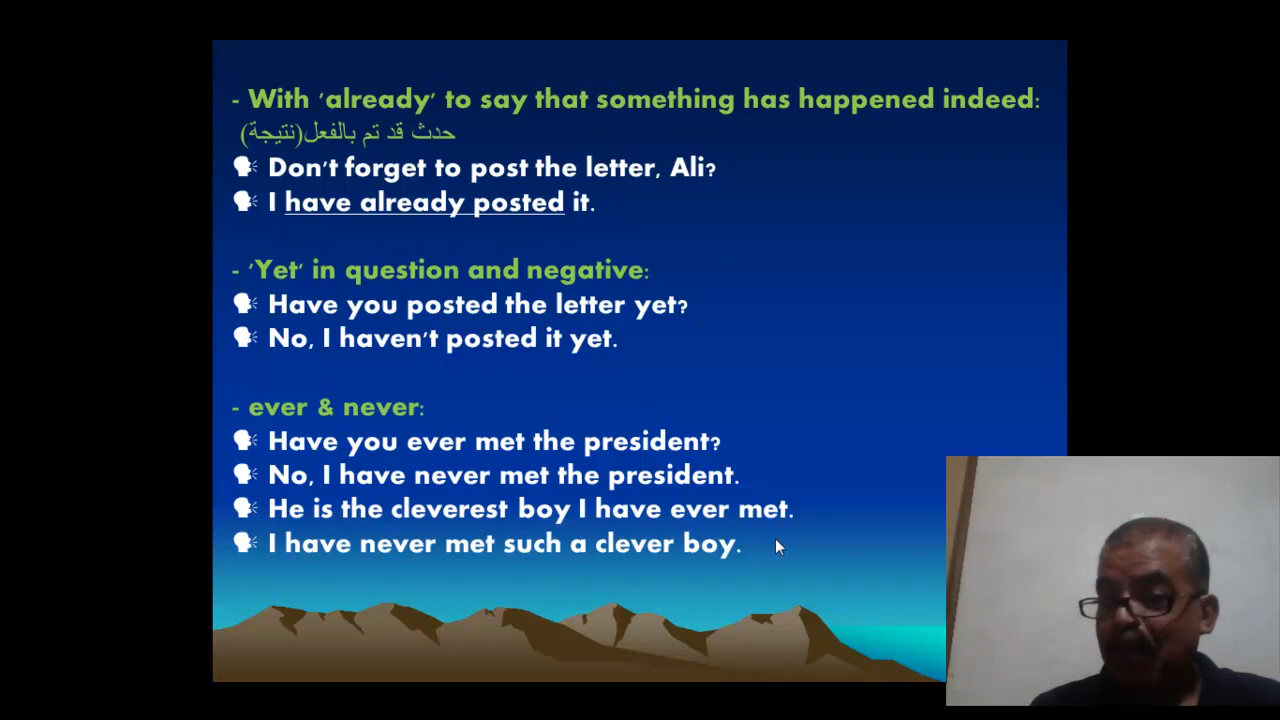 - With 'already' to say that something has happened indeed:
حدث قد تم بالفعل(نتيجة)
Don't forget to post the letter, Ali?
I have already posted it.
- 'Yet' in question and negative:
Have you posted the letter yet?
No, I haven't posted it yet.
- ever & never:
Have you ever met the president?
No, I have never met the president.
He is the cleverest boy I have ever met.
I have never met such a clever boy.